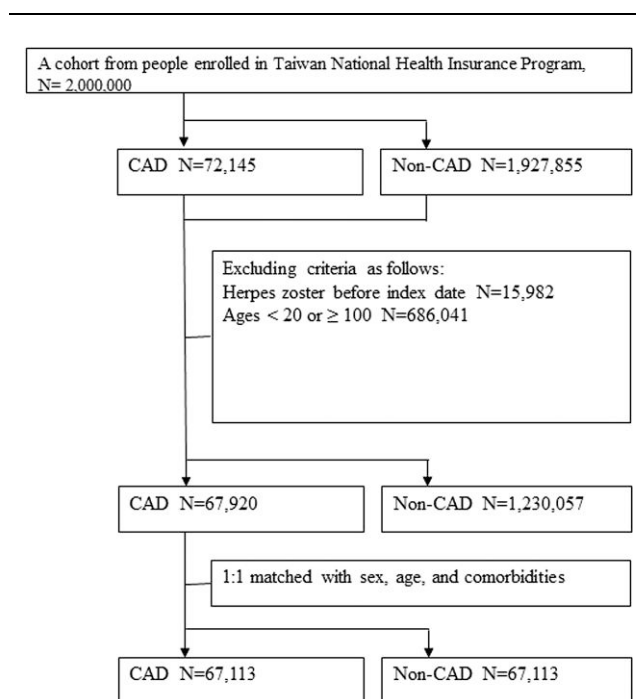 A cohort from people enrolled in Taiwan National Health Insurance Program,
N= 2.000.000
CAD N=72,145
Non-CAD N=1,927,855
Excluding criteria as follows:
Herpes zoster before index date N=15,982
Ages < 20 or ≥ 100 N=686,041
CAD N=67,920
Non-CAD N=1,230,057
1:1 matched with sex, age, and comorbidities
CAD N=67,113
Non-CAD N=67,113